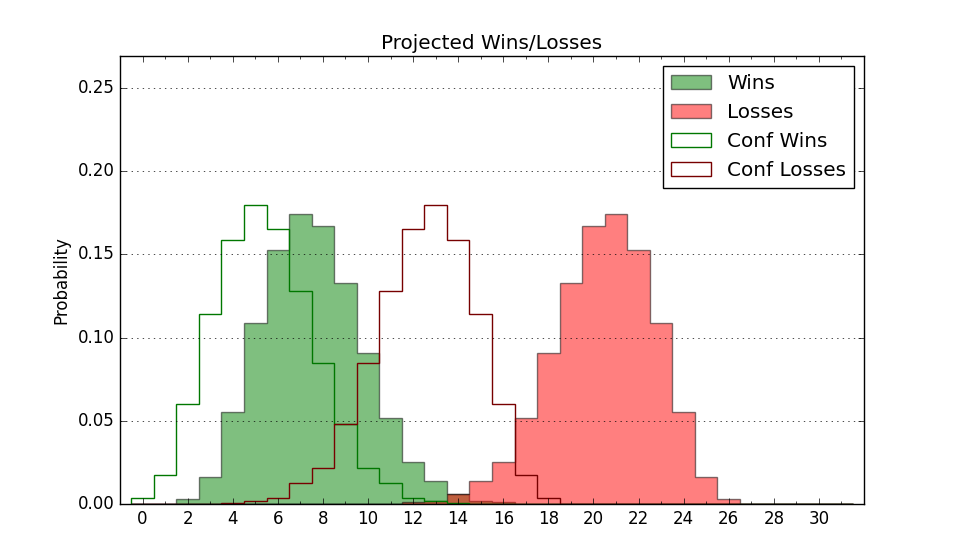 Projected Wins/Losses
Wins
Losses
Conf Wins
Conf Losses
Probability
0.25
0.20
0.15
0.10
0.05
0.00
0 2 4 6 8 10 12 14 16 18 20 22 24 26 28 30